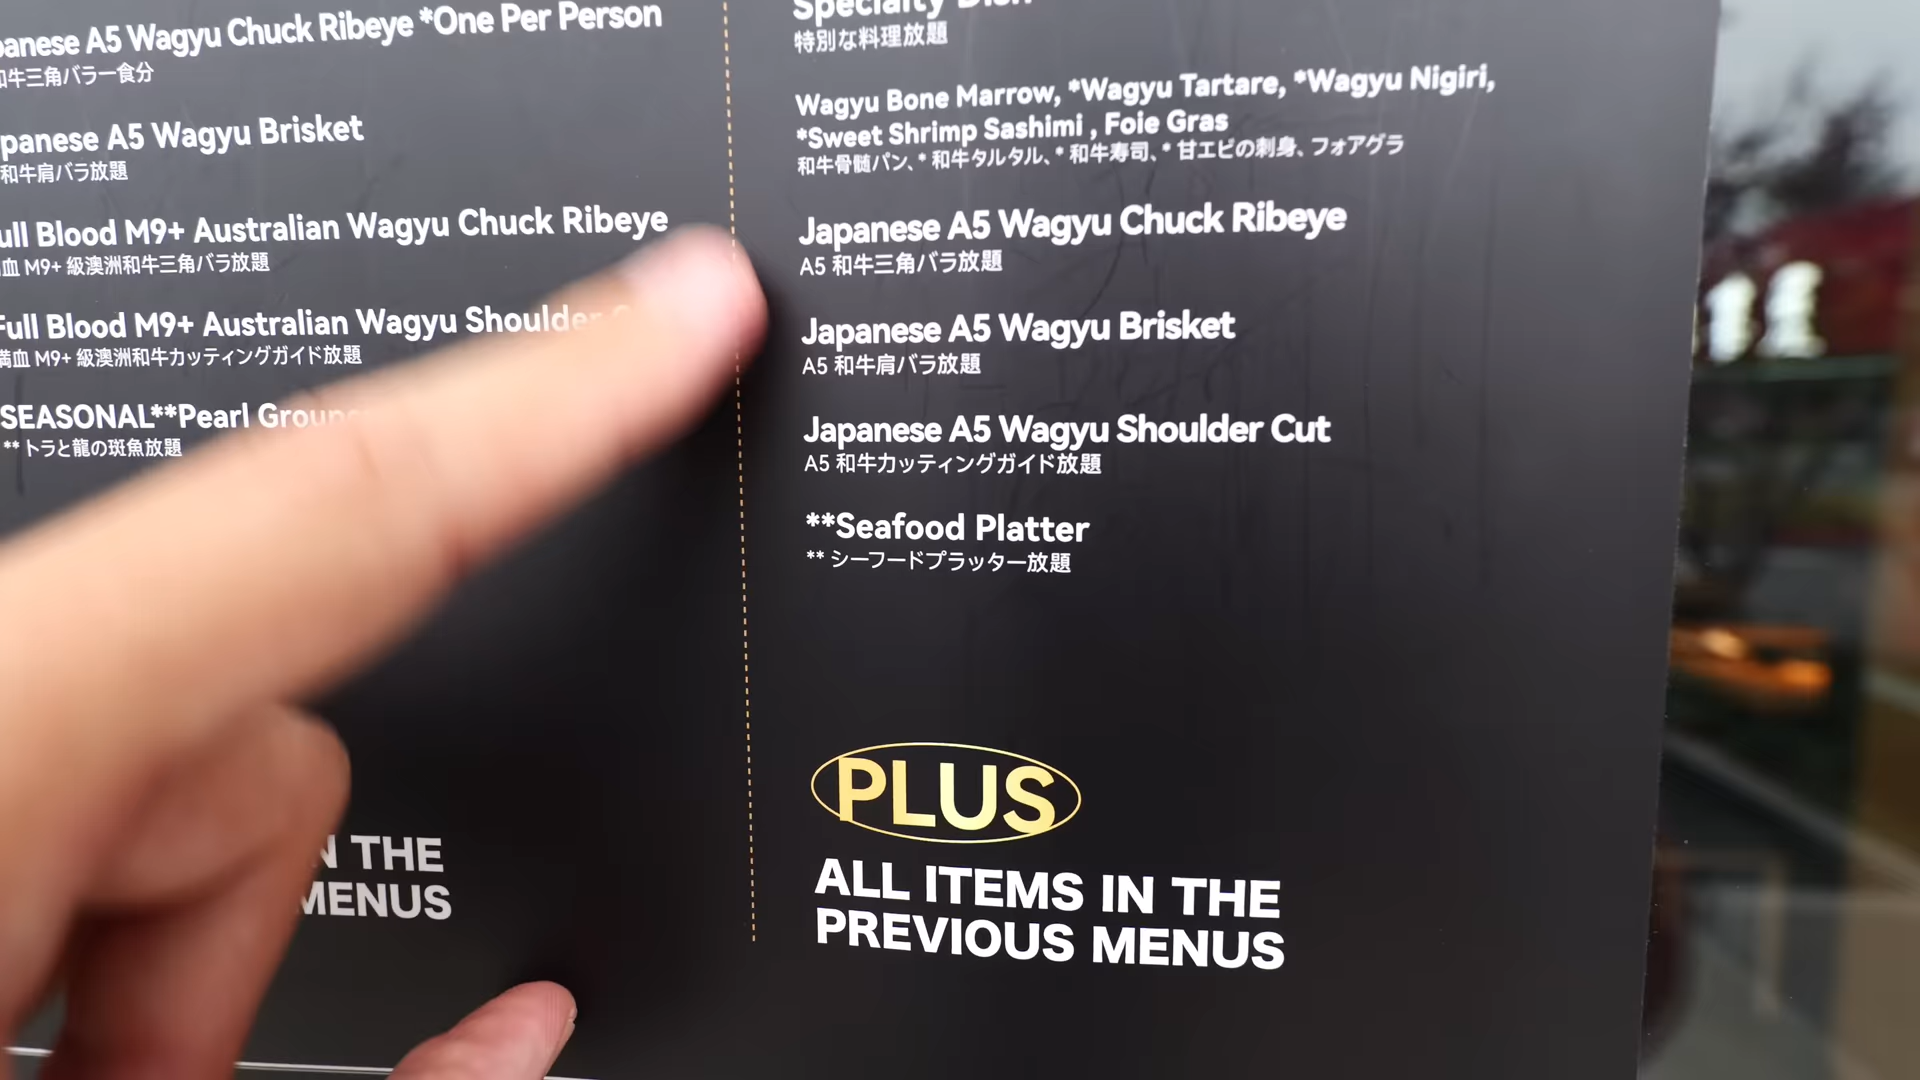 Japanese A5 Wagyu Chuck Ribeye *One Per Person
和牛三角バラ一食分
Japanese A5 Wagyu Brisket
和牛肩バラ放題
Full Blood M9+ Australian Wagyu Chuck Ribeye
血 M9+ 級澳洲和牛三角バラ放題
Full Blood M9+ Australian Wagyu Shoulder
満血 M9+ 級澳洲和牛カッティングガイド放題
SEASONAL**Pearl
** トラと龍の斑魚放題
IN THE
MENUS
Specialty Dish
特別な料理放題
Wagyu Bone Marrow, *Wagyu Tartare, *Wagyu Nigiri,
*Sweet Shrimp Sashimi , Foie Gras
和牛骨髄パン、* 和牛タルタル、* 和牛寿司、* 甘エビの刺身、フォアグラ
Japanese A5 Wagyu Chuck Ribeye
A5 和牛三角バラ放題
Japanese A5 Wagyu Brisket
A5 和牛肩バラ放題
Japanese A5 Wagyu Shoulder Cut
A5 和牛カッティングガイド放題
**Seafood Platter
** シーフードプラッター放題
PLUS
ALL ITEMS IN THE
PREVIOUS MENUS